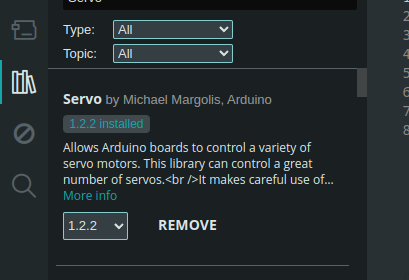 Servo
Type: All
Topic: All
Servo by Michael Margolis, Arduino
1.2.2 installed
Allows Arduino boards to control a variety of
servo motors. This library can control a great
number of servos.<br />It makes careful use of...
More info
1.2.2 REMOVE
2
3
4
5
6
7
8